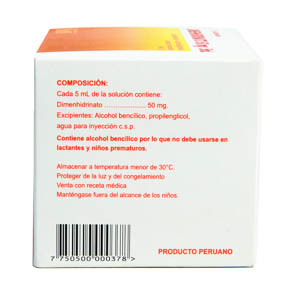 COMPOSICIÓN:
Cada 5 mL de la solución contiene:
Dimenhidrinato ..................... 50 mg.
Excipientes: Alcohol bencílico, propilenglicol,
agua para inyección c.s.p.
Contiene alcohol bencílico por lo que no debe usarse en
lactantes y niños prematuros.
Almacenar a temperatura menor de 30°C.
Proteger de la luz y del congelamiento
Venta con receta médica
Manténgase fuera del alcance de los niños
7 750500 000378 >
PRODUCTO PERUANO